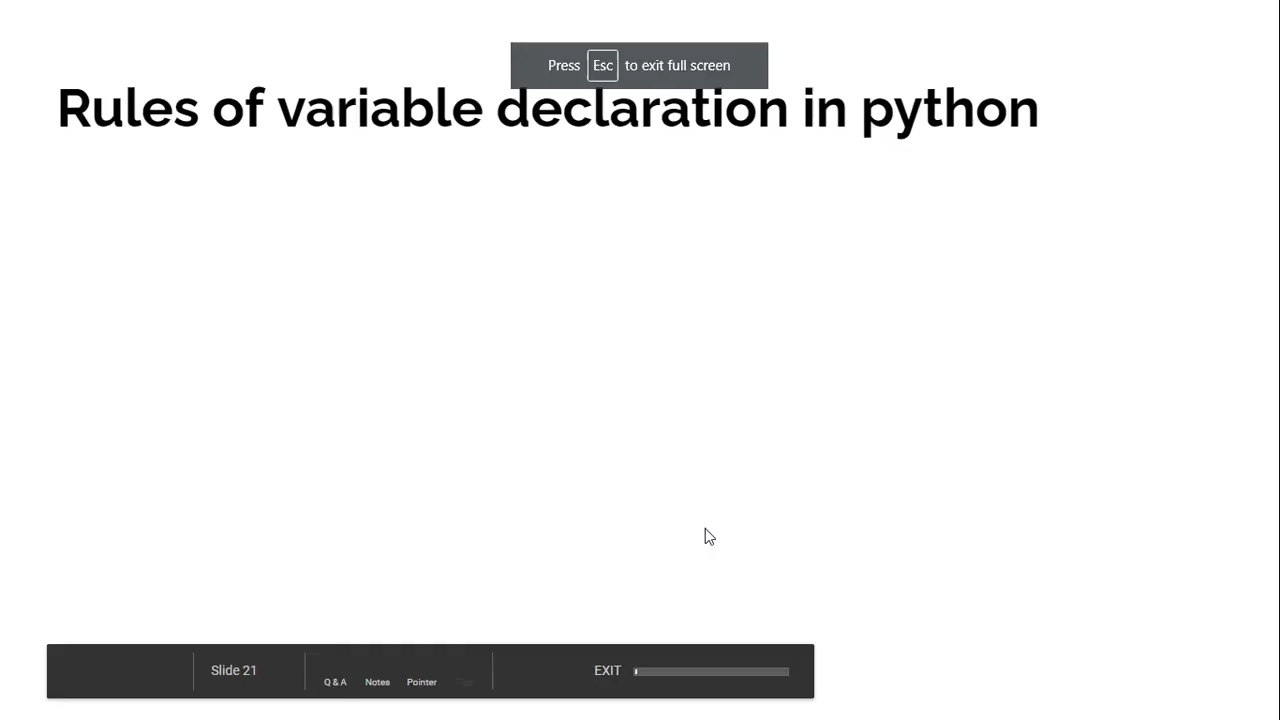 Press Esc to exit full screen
Rules of variable declaration in python
Slide 21
Q & A Notes Pointer
EXIT